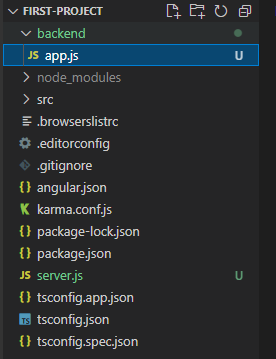 FIRST-PROJECT
backend
JS app.js U
node_modules
src
.browserslistrc
.editorconfig
.gitignore
{} angular.json
karma.conf.js
{} package-lock.json
{} package.json
JS server.js U
{} tsconfig.app.json
TS tsconfig.json
{} tsconfig.spec.json